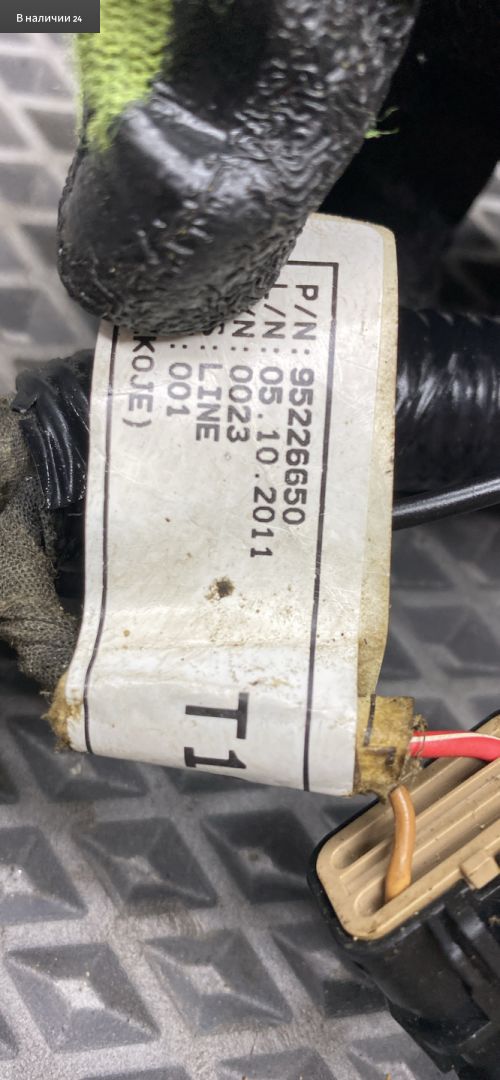 В наличии 24
P/N: 95226650
L/N: 05.10.2011
/N: 0023
S: LINE
: 001
KOJE)
T1